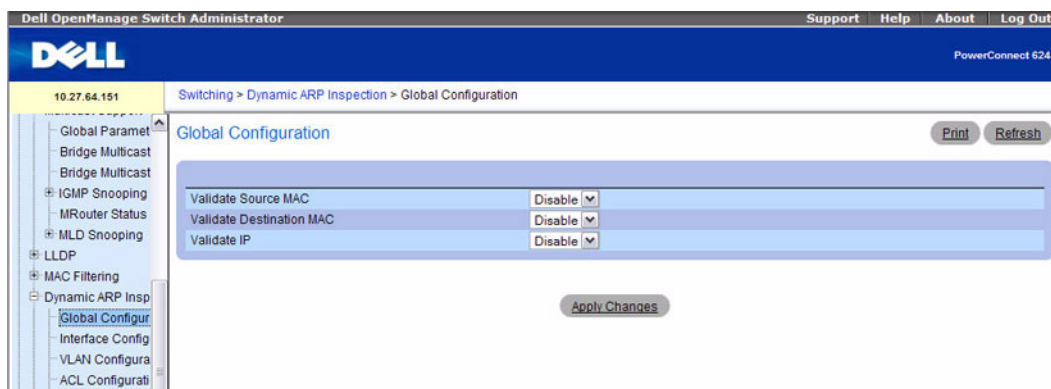 Dell OpenManage Switch Administrator
Support Help About Log Out
DELL
PowerConnect 624
10.27.64.151
Switching > Dynamic ARP Inspection > Global Configuration
Global Paramet
Bridge Multicast
Bridge Multicast
IGMP Snooping
MRouter Status
MLD Snooping
LLDP
MAC Filtering
Dynamic ARP Insp
Global Configur
Interface Config
VLAN Configura
ACL Configurati
Global Configuration
Print Refresh
Validate Source MAC Disable
Validate Destination MAC Disable
Validate IP Disable
Apply Changes